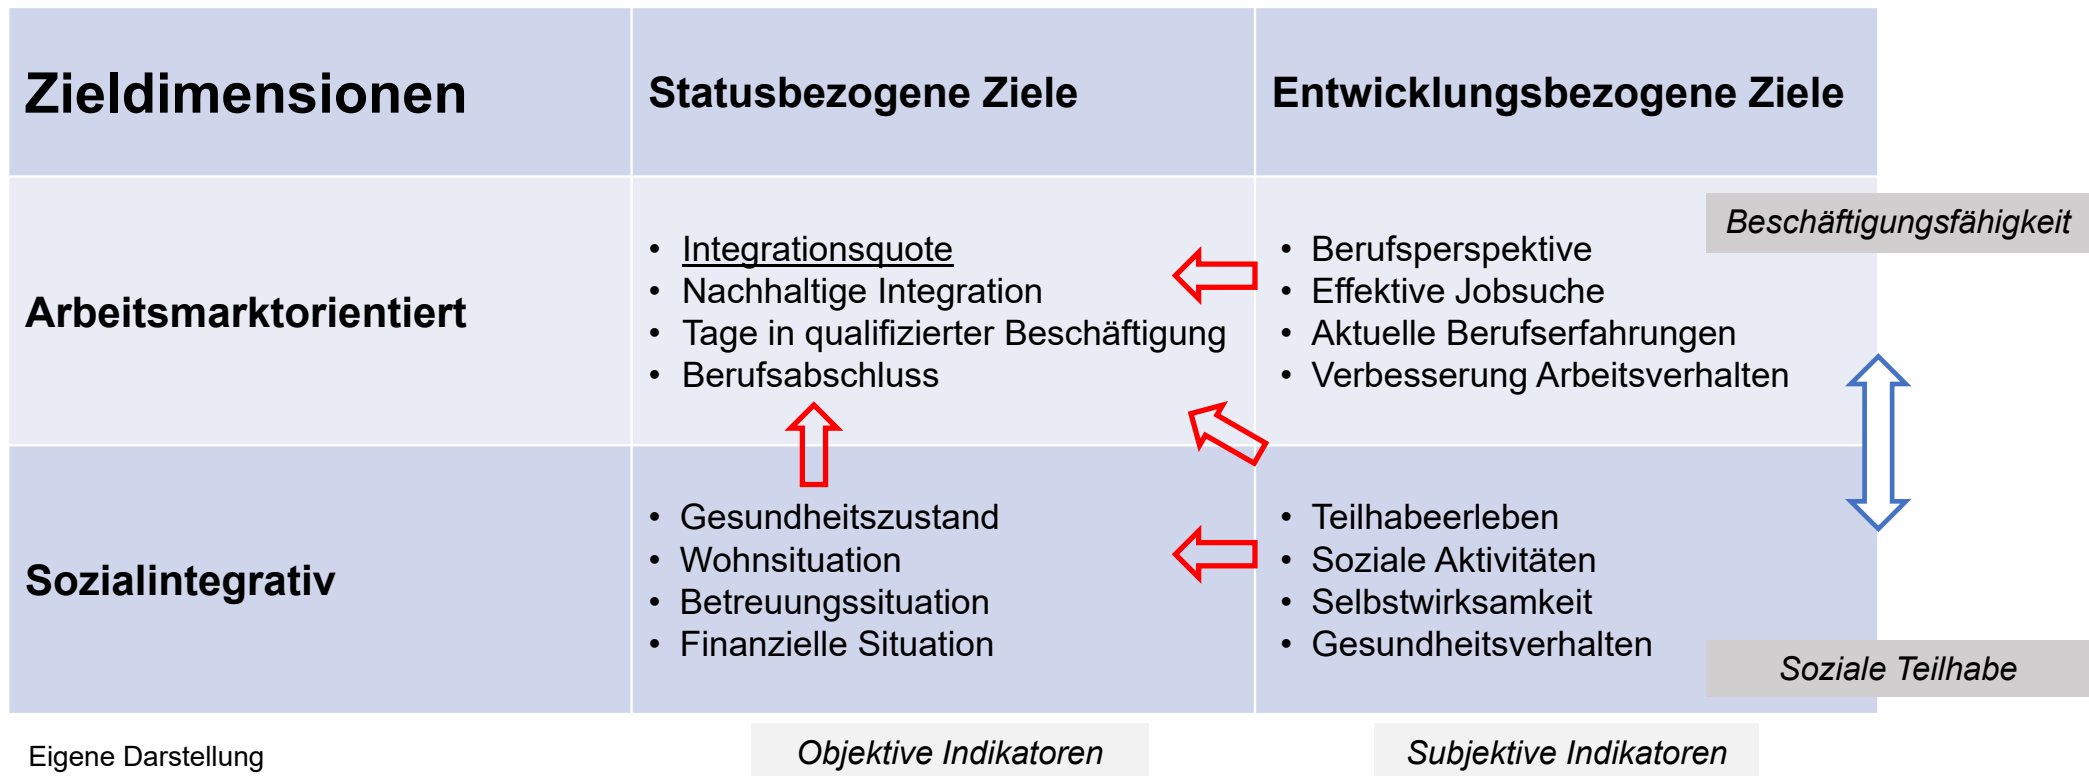 Zieldimensionen
Statusbezogene Ziele
Entwicklungsbezogene Ziele
Arbeitsmarktorientiert
• Integrationsquote
• Nachhaltige Integration
• Tage in qualifizierter Beschäftigung
• Berufsabschluss
• Berufsperspektive
• Effektive Jobsuche
• Aktuelle Berufserfahrungen
• Verbesserung Arbeitsverhalten
Beschäftigungsfähigkeit
Sozialintegrativ
• Gesundheitszustand
• Wohnsituation
• Betreuungssituation
• Finanzielle Situation
• Teilhabeerleben
• Soziale Aktivitäten
• Selbstwirksamkeit
• Gesundheitsverhalten
Soziale Teilhabe
Eigene Darstellung
Objektive Indikatoren
Subjektive Indikatoren